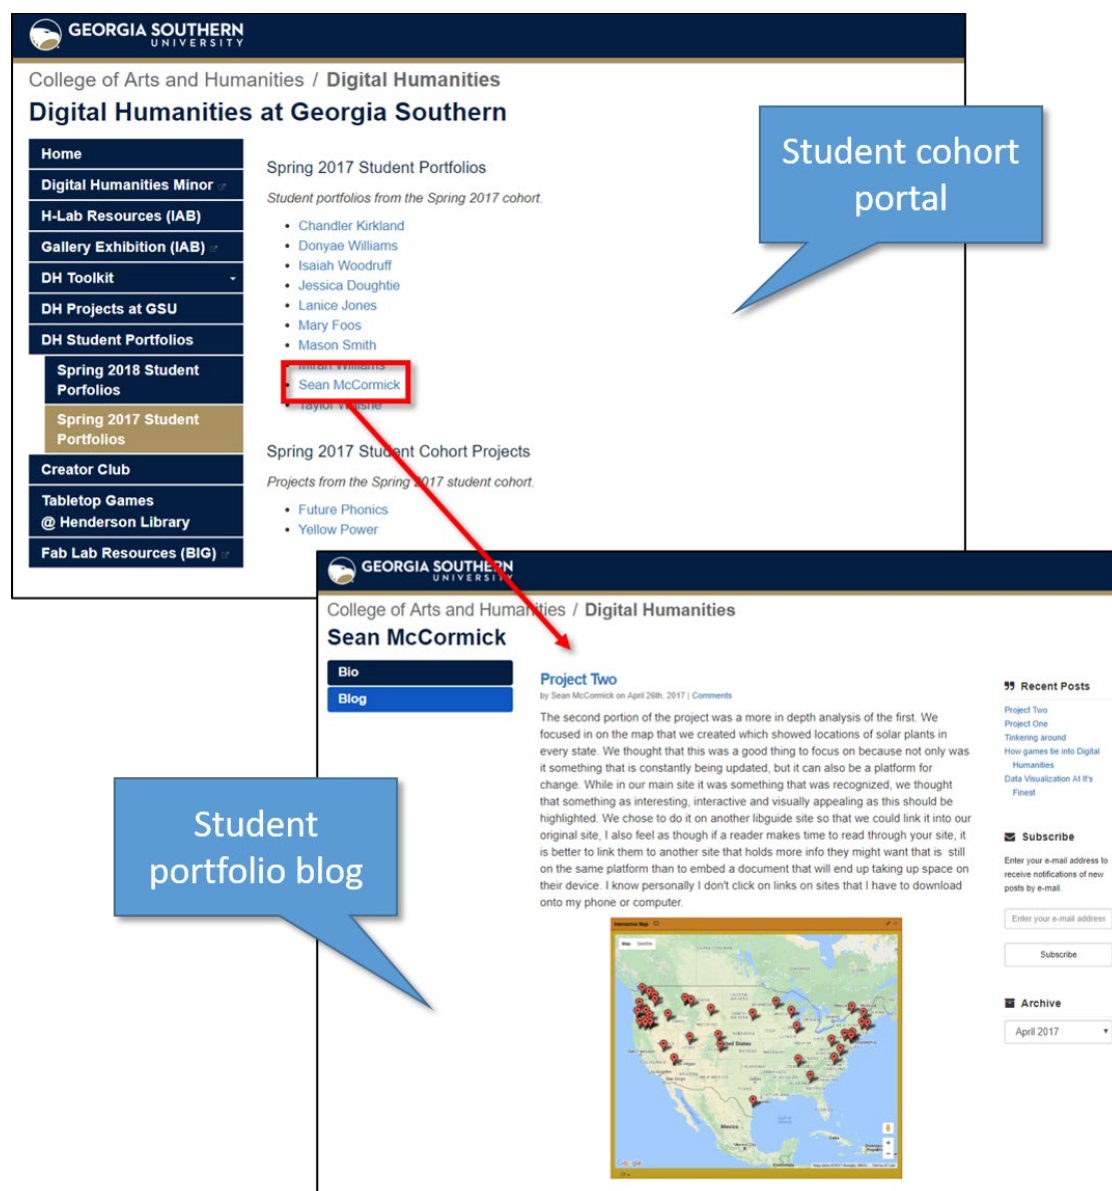 GEORGIA SOUTHERN
UNIVERSITY
College of Arts and Humanities / Digital Humanities
Digital Humanities at Georgia Southern
Home
Digital Humanities Minor
H-Lab Resources (IAB)
Gallery Exhibition (IAB)
DH Toolkit
DH Projects at GSU
DH Student Portfolios
Spring 2018 Student
Porfolios
Spring 2017 Student
Portfolios
Creator Club
Tabletop Games
@ Henderson Library
Fab Lab Resources (BIG)
Spring 2017 Student Portfolios
Student portfolios from the Spring 2017 cohort.
Chandler Kirkland
Donyae Williams
Isaiah Woodruff
Jessica Doughtie
Lanice Jones
Mary Foos
Mason Smith
Williams
Sean McCormick
Taylor
Spring 2017 Student Cohort Projects
Projects from the Spring 2017 student cohort.
Future Phonics
Yellow Power
Student cohort
portal
GEORGIA SOUTHERN
UNIVERSITY
College of Arts and Humanities / Digital Humanities
Sean McCormick
Bio
Blog
Project Two
by Sean McCormick on April 26th, 2017 | Comments
The second portion of the project was a more in depth analysis of the first. We
focused in on the map that we created which showed locations of solar plants in
every state. We thought that this was a good thing to focus on because not only was
it something that is constantly being updated, but it can also be a platform for
change. While in our main site it was something that was recognized, we thought
that something as interesting, interactive and visually appealing as this should be
highlighted. We chose to do it on another libguide site so that we could link it into our
original site, I also feel as though if a reader makes time to read through your site, it
is better to link them to another site that holds more info they might want that is still
on the same platform than to embed a document that will end up taking up space on
their device. I know personally I don't click on links on sites that I have to download
onto my phone or computer.
Interactive Map
Map Satellite
United States
Mexico
Google
Recent Posts
Project Two
Project One
Tinkering around
How games tie into Digital
Humanities
Data Visualization At It's
Finest
Subscribe
Enter your e-mail address to
receive notifications of new
posts by e-mail.
Enter your e-mail address
Subscribe
Archive
April 2017
Student
portfolio blog